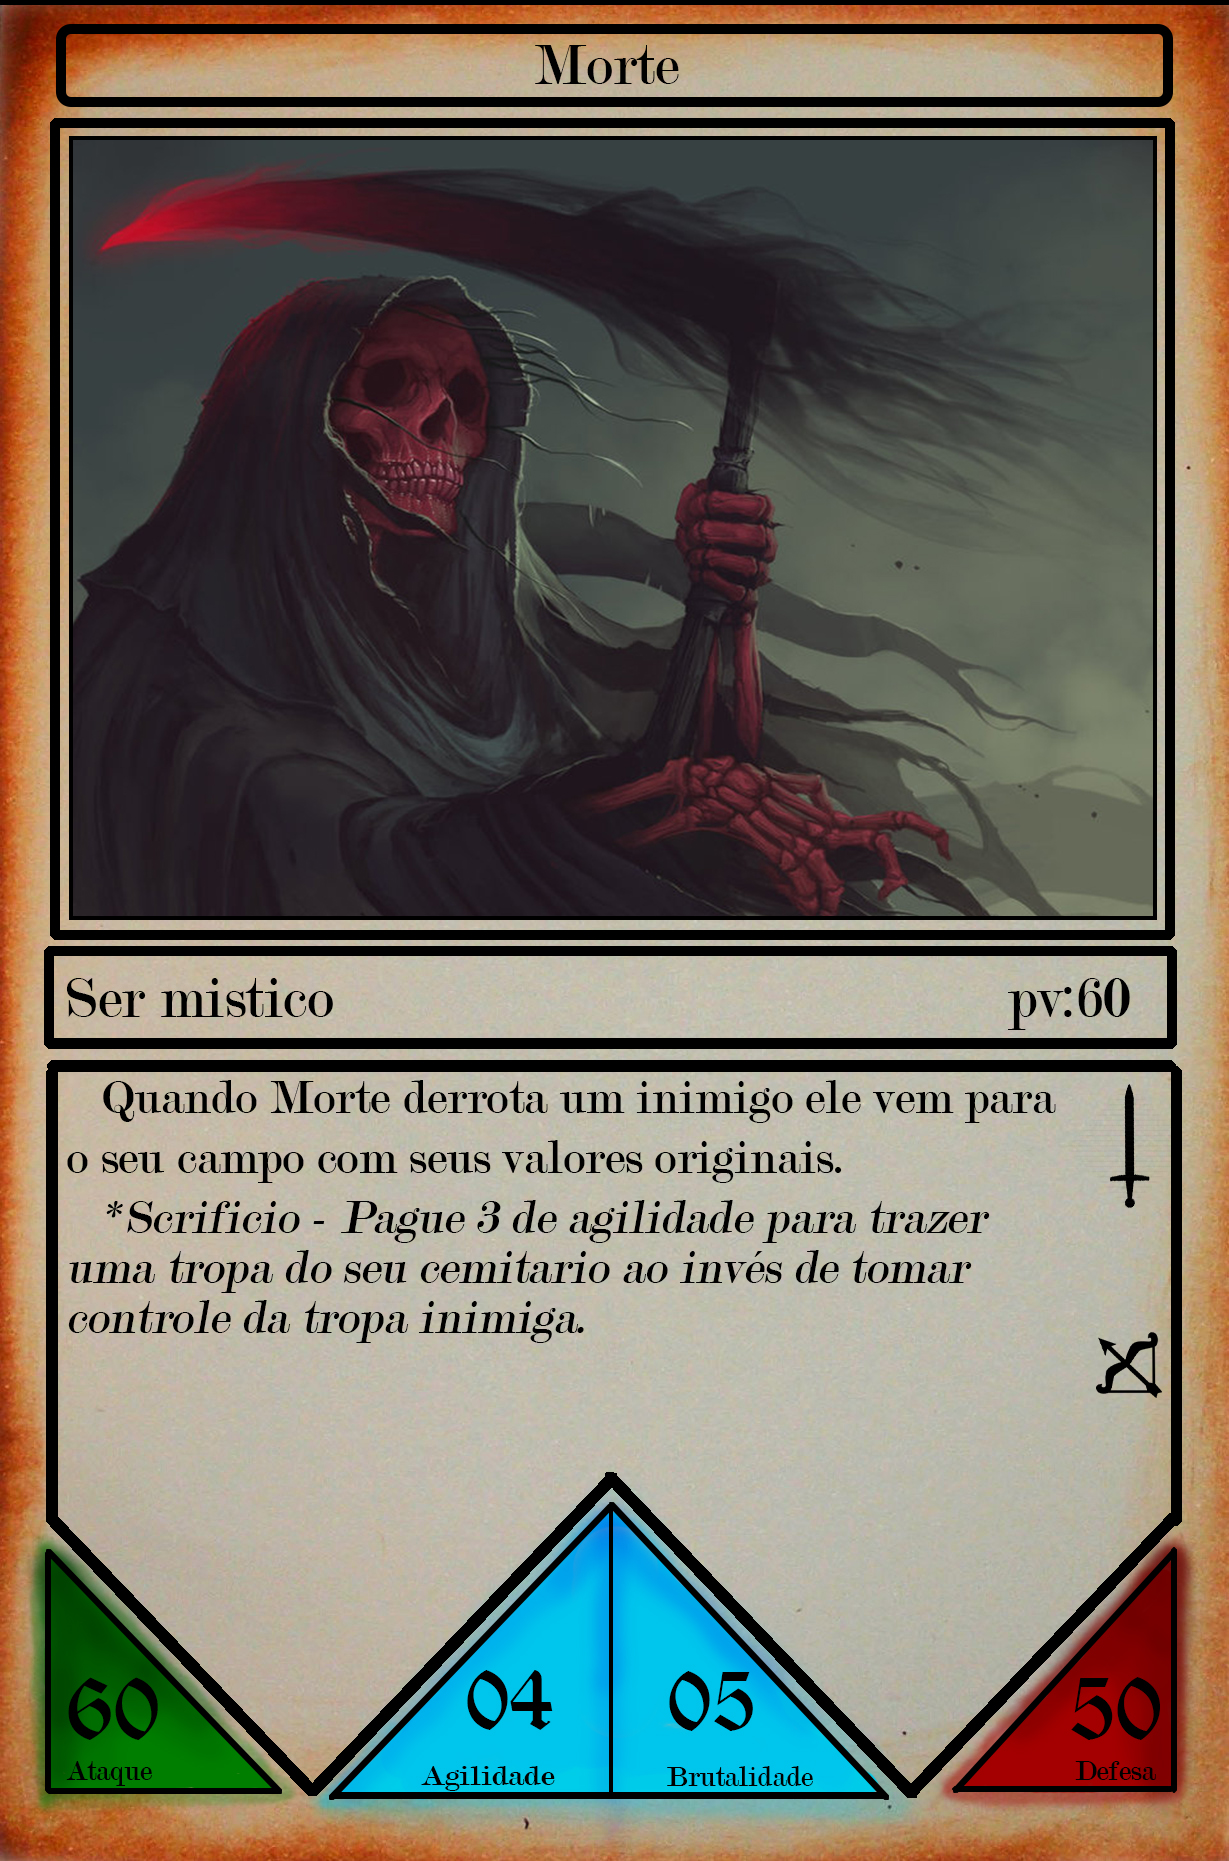 Morte
Ser mistico
pv:60
Quando Morte derrota um inimigo ele vem para
o seu campo com seus valores originais.
*Scrificio - Pague 3 de agilidade para trazer
uma tropa do seu cemitario ao invés de tomar
controle da tropa inimiga.
60
Ataque
04
Agilidade
05
Brutalidade
50
Defesa